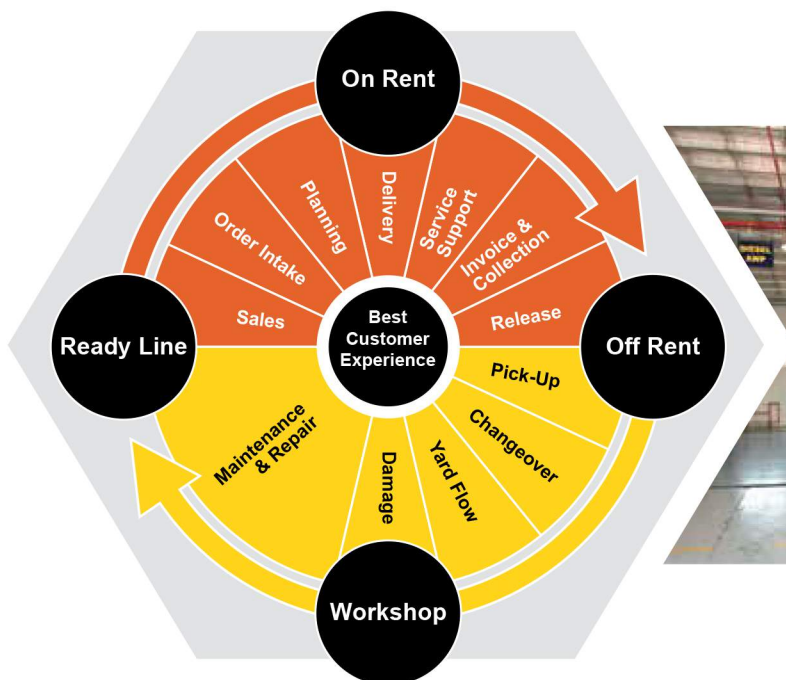 On Rent
Delivery
Planning
Service
Support
Order Intake
Invoice &
Collection
Sales
Release
Ready Line
Best
Customer
Experience
Off Rent
Pick-Up
Maintenance
& Repair
Changeover
Damage
Yard Flow
Workshop
DIESEL